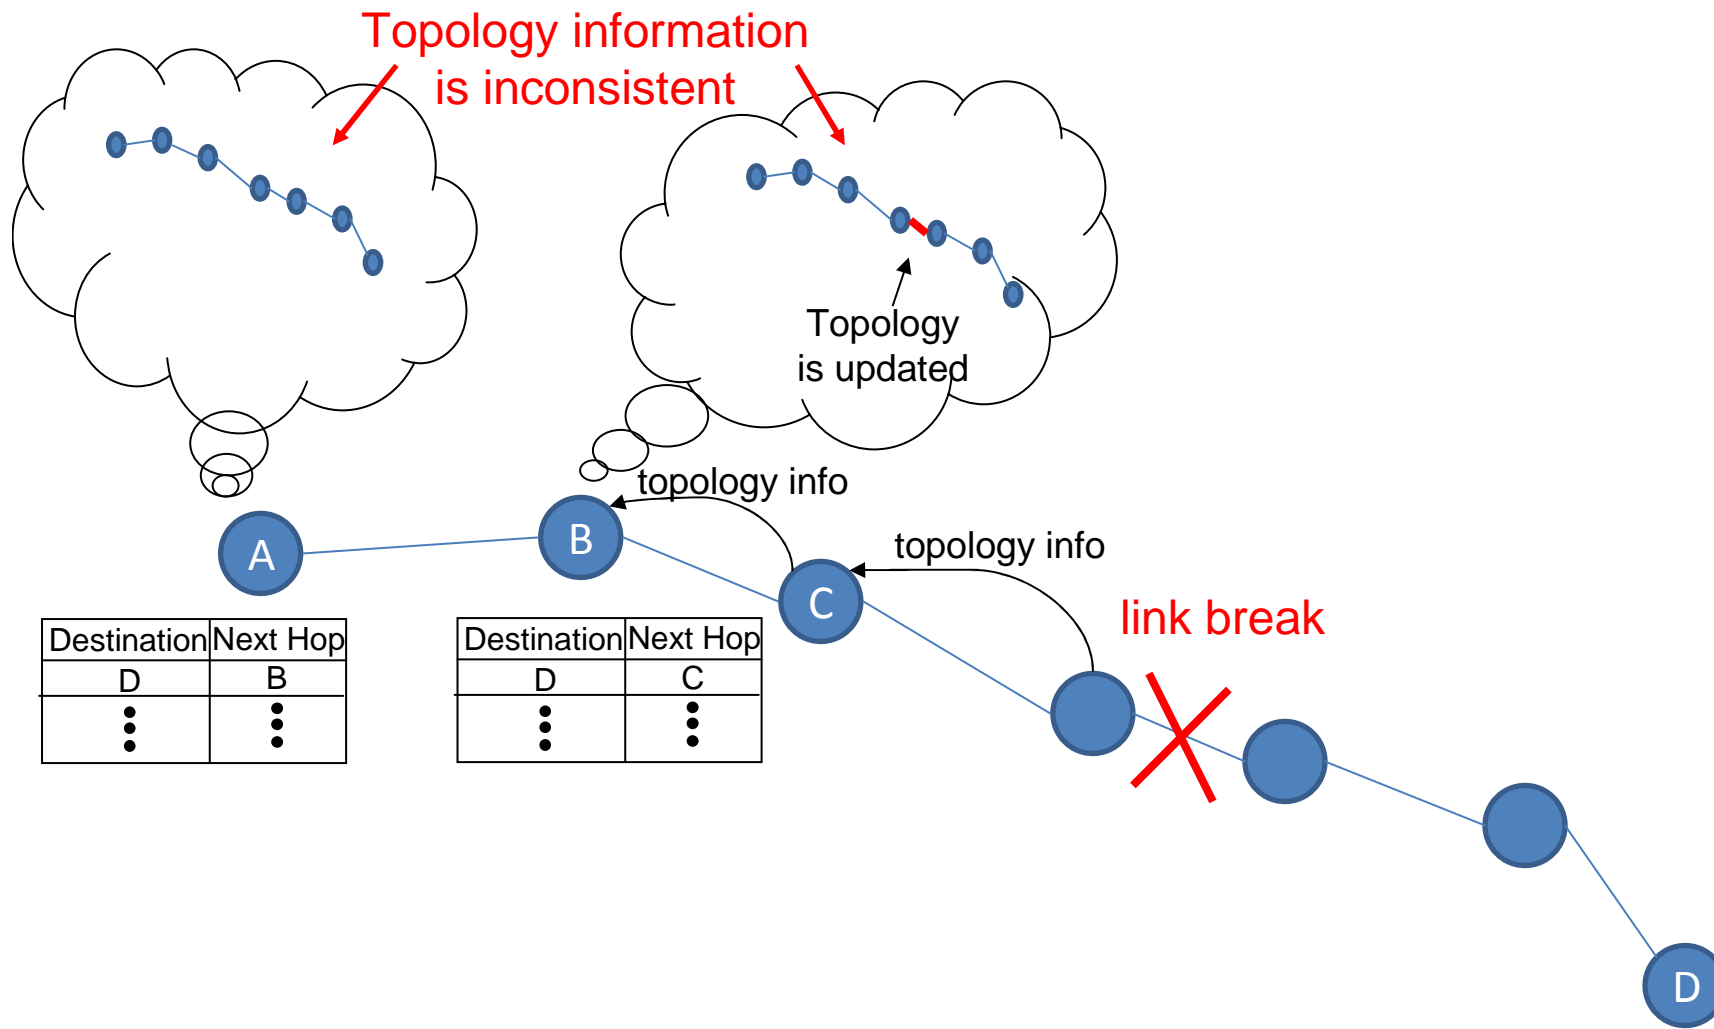 Topology information
is inconsistent
Topology
is updated
topology info
topology info
link break
A
B
C
D
Destination Next Hop
D B
Destination Next Hop
D C